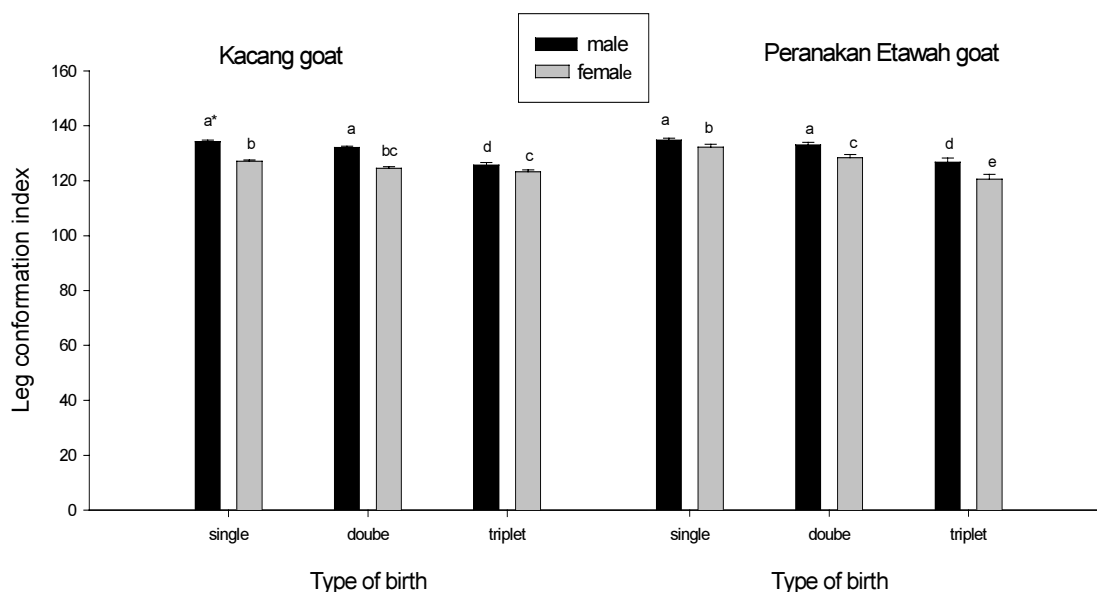 Kacang goat
male
female
Peranakan Etawah goat
160
140
120
100
80
60
40
20
0
Leg conformation index
a* b a bc d c a b a c d e
single doube triplet single doube triplet
Type of birth Type of birth